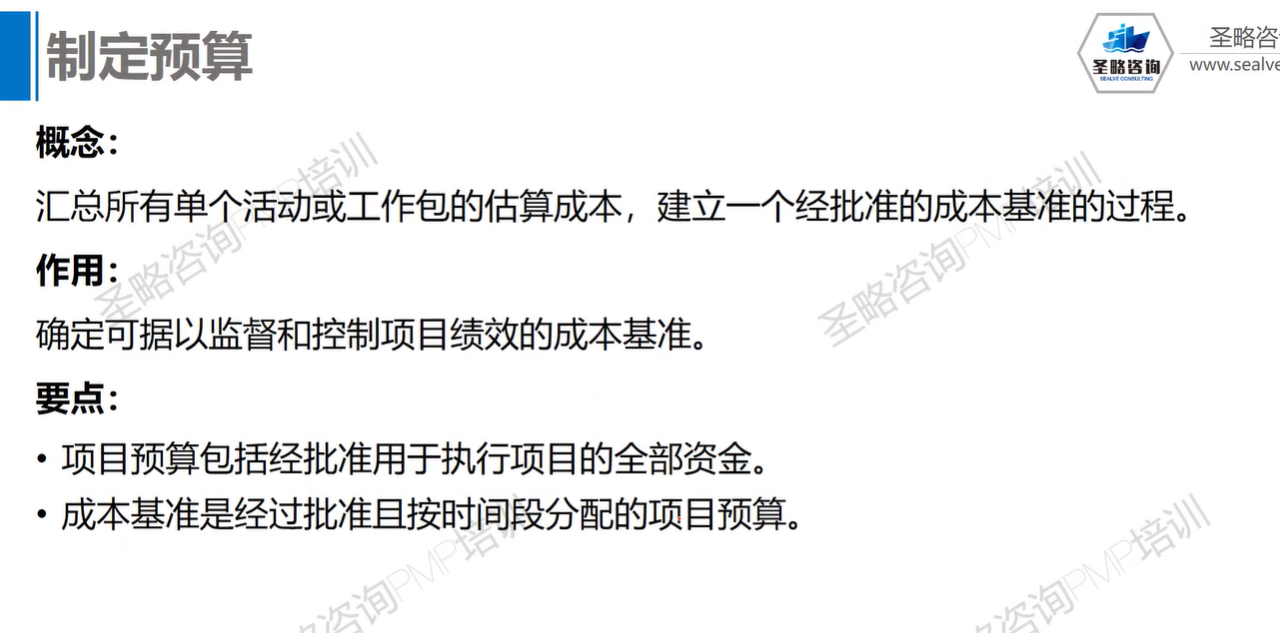 制定预算
圣略咨询
SEALVE CONSULTING
圣略咨
www.sealve
概念：
汇总所有单个活动或工作包的估算成本，建立一个经批准的成本基准的过程。
作用：
确定可据以监督和控制项目绩效的成本基准。
要点：
• 项目预算包括经批准用于执行项目的全部资金。
• 成本基准是经过批准且按时间段分配的项目预算。
圣略咨询PMP培训
圣略咨询PMP培训
咨询PMP培训
咨询PMP培训